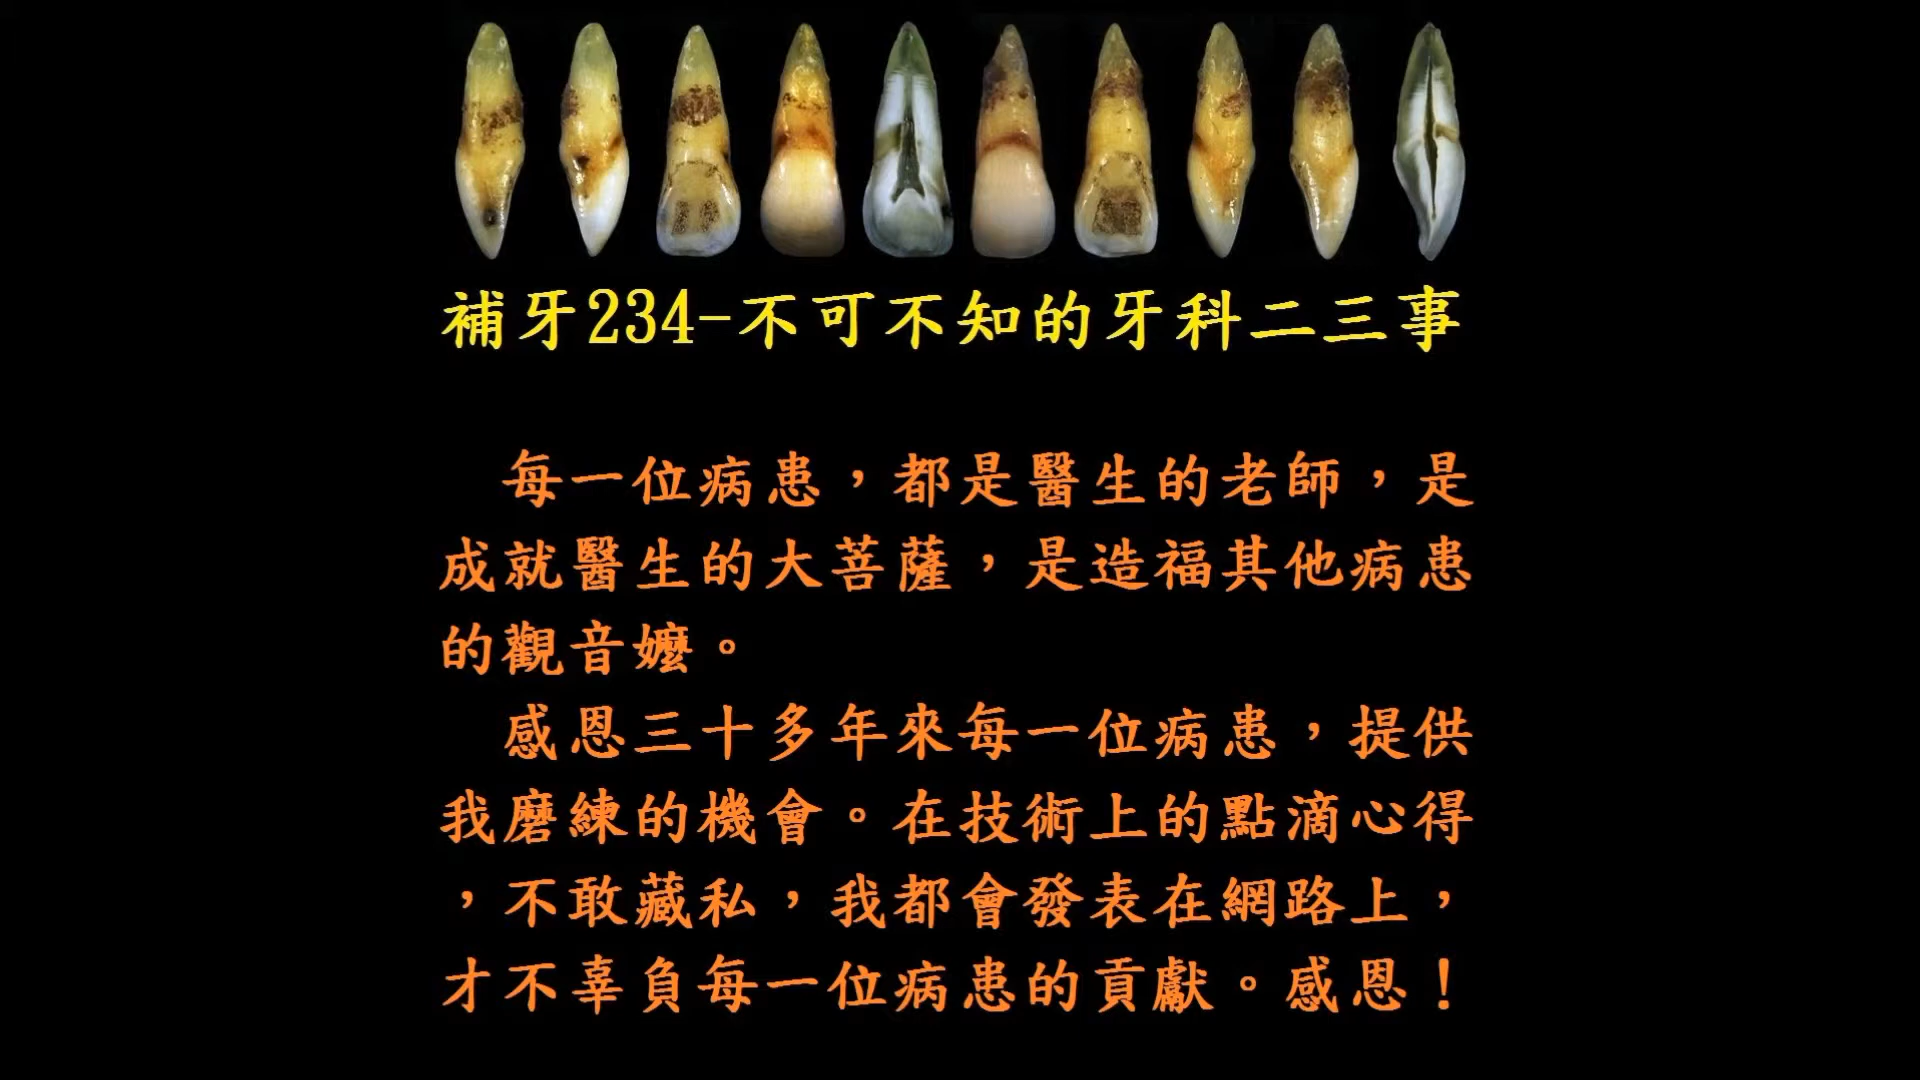 補牙234-不可不知的牙科二三事
每一位病患，都是醫生的老師，是
成就醫生的大菩薩，是造福其他病患
的觀音嬤。
感恩三十多年來每一位病患，提供
我磨練的機會。在技術上的點滴心得
，不敢藏私，我都會發表在網路上，
才不辜負每一位病患的貢獻。感恩！